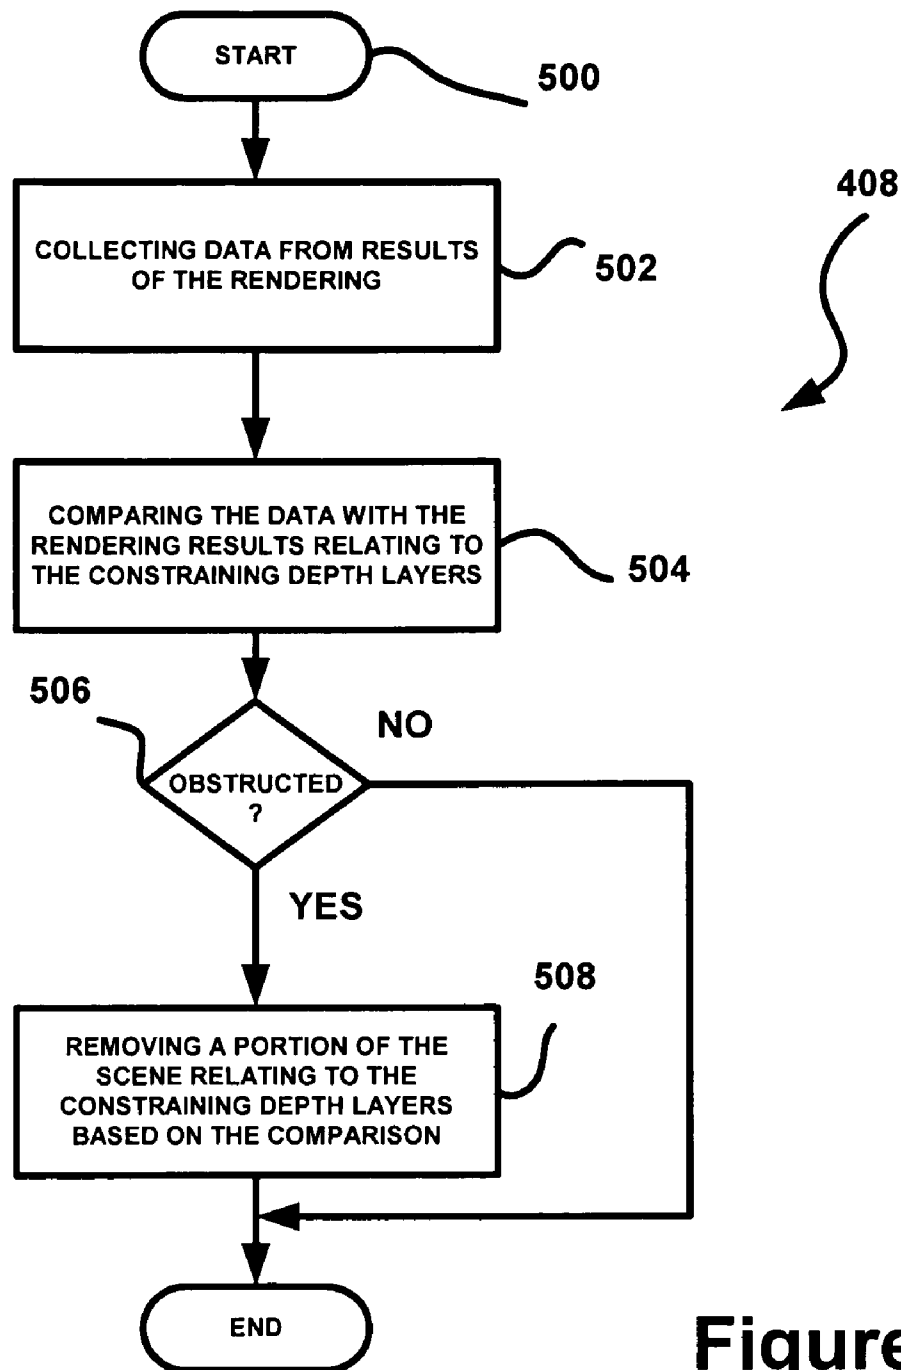 START
500
408
COLLECTING DATA FROM RESULTS
OF THE RENDERING
502
COMPARING THE DATA WITH THE
RENDERING RESULTS RELATING TO
THE CONSTRAINING DEPTH LAYERS
504
506
NO
OBSTRUCTED
?
YES
508
REMOVING A PORTION OF THE
SCENE RELATING TO THE
CONSTRAINING DEPTH LAYERS
BASED ON THE COMPARISON
END
Figure